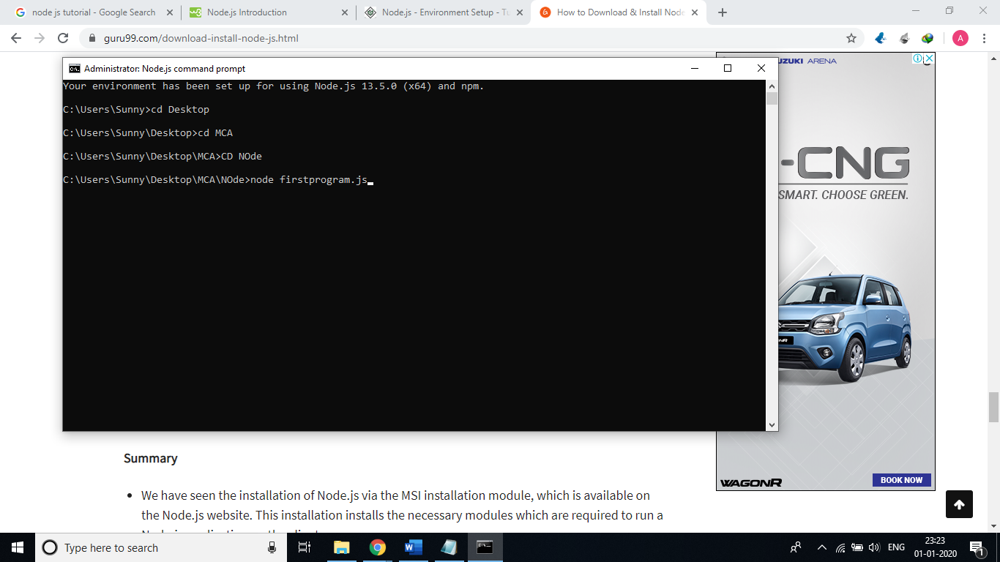 node js tutorial - Google Search
Node.js Introduction
Node.js - Environment Setup - Tu
How to Download & Install Node
guru99.com/download-install-node-js.html
A
Administrator: Node.js command prompt
Your environment has been set up for using Node.js 13.5.0 (x64) and npm.
C:\Users\Sunny>cd Desktop
C:\Users\Sunny\Desktop>cd MCA
C:\Users\Sunny\Desktop\MCA>CD NOde
C:\Users\Sunny\Desktop\MCA\NOde>node firstprogram.js
UZUKI ARENA
-CNG
SMART. CHOOSE GREEN.
WAGONR
BOOK NOW
Summary
• We have seen the installation of Node.js via the MSI installation module, which is available on
the Node.js website. This installation installs the necessary modules which are required to run a
Type here to search
ENG
23:23
01-01-2020
1